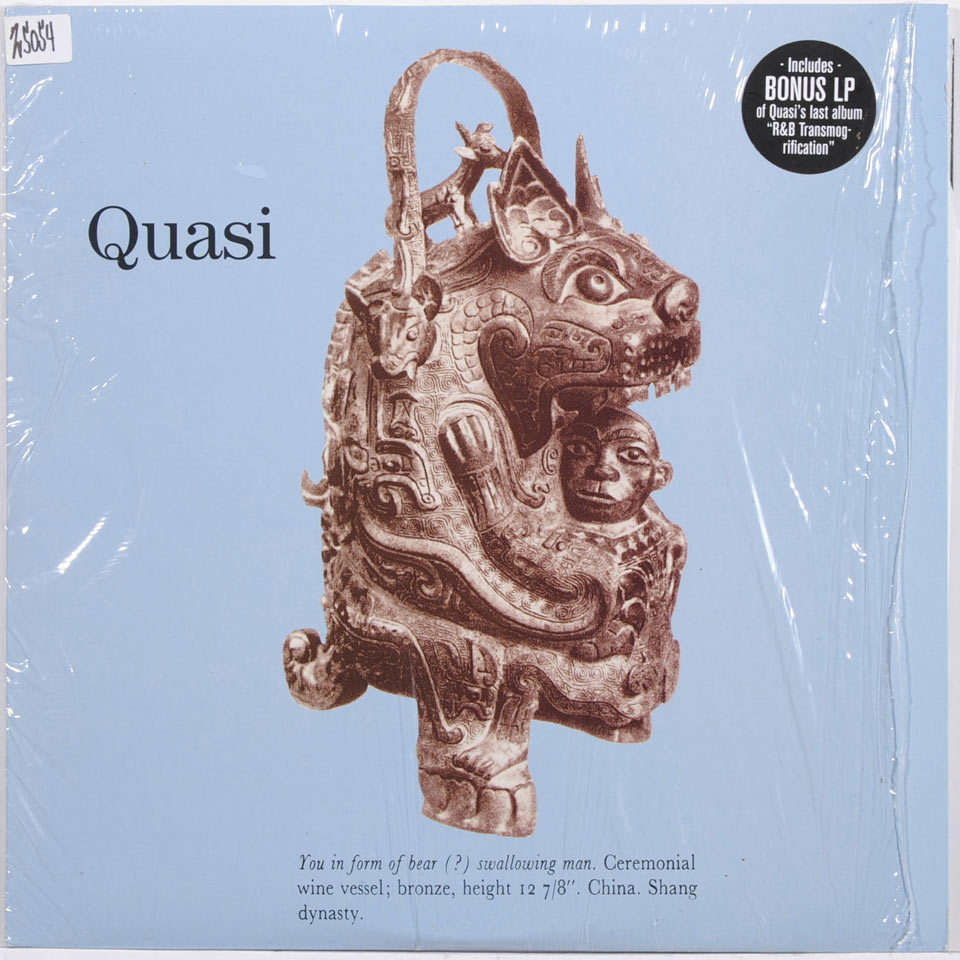 Z5054
- Includes -
BONUS LP
of Quasi's last album
"R&B Transmog-
rification"
Quasi
You in form of bear (?) swallowing man. Ceremonial
wine vessel; bronze, height 12 7/8". China. Shang
dynasty.